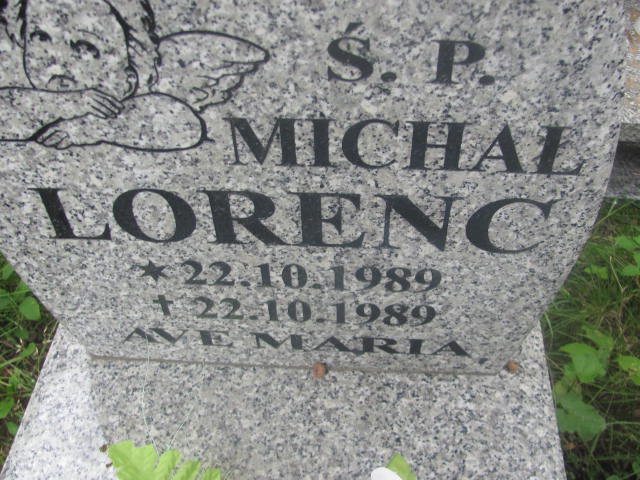 Ś. P.
MICHAŁ
LORENC
★ 22.10.1989
✝ 22.10.1989
AVE MARIA